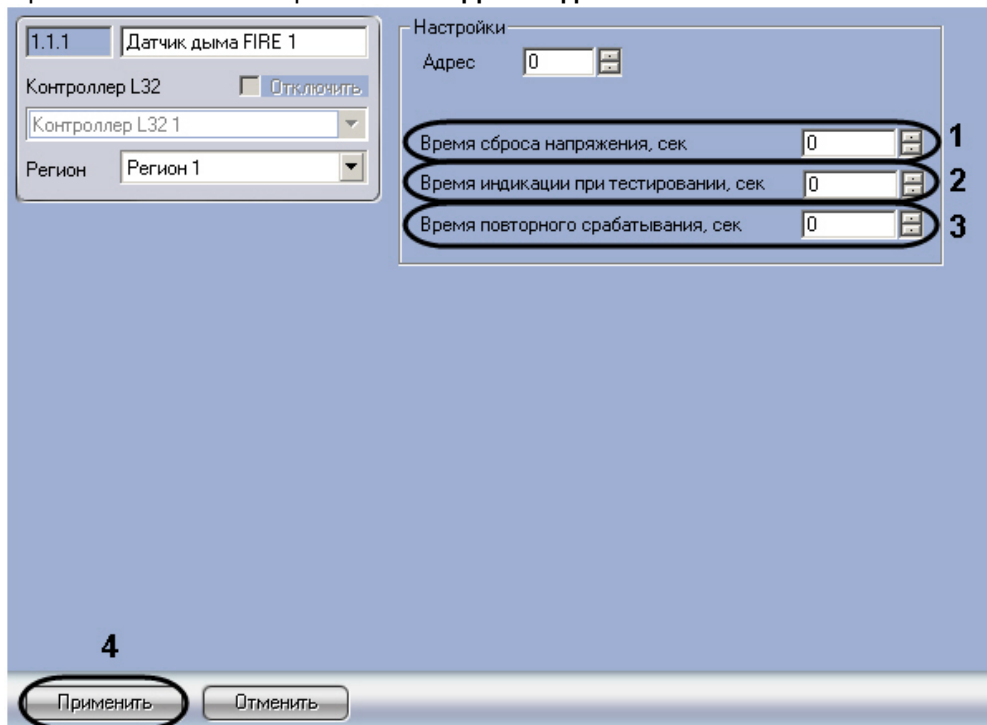 1.1.1 Датчик дыма FIRE 1
Контроллер L32 Отключить
Контроллер L32 1
Регион Регион 1
Настройки
Адрес 0
Время сброса напряжения, сек 0 1
Время индикации при тестировании, сек 0 2
Время повторного срабатывания, сек 0 3
4
Применить Отменить